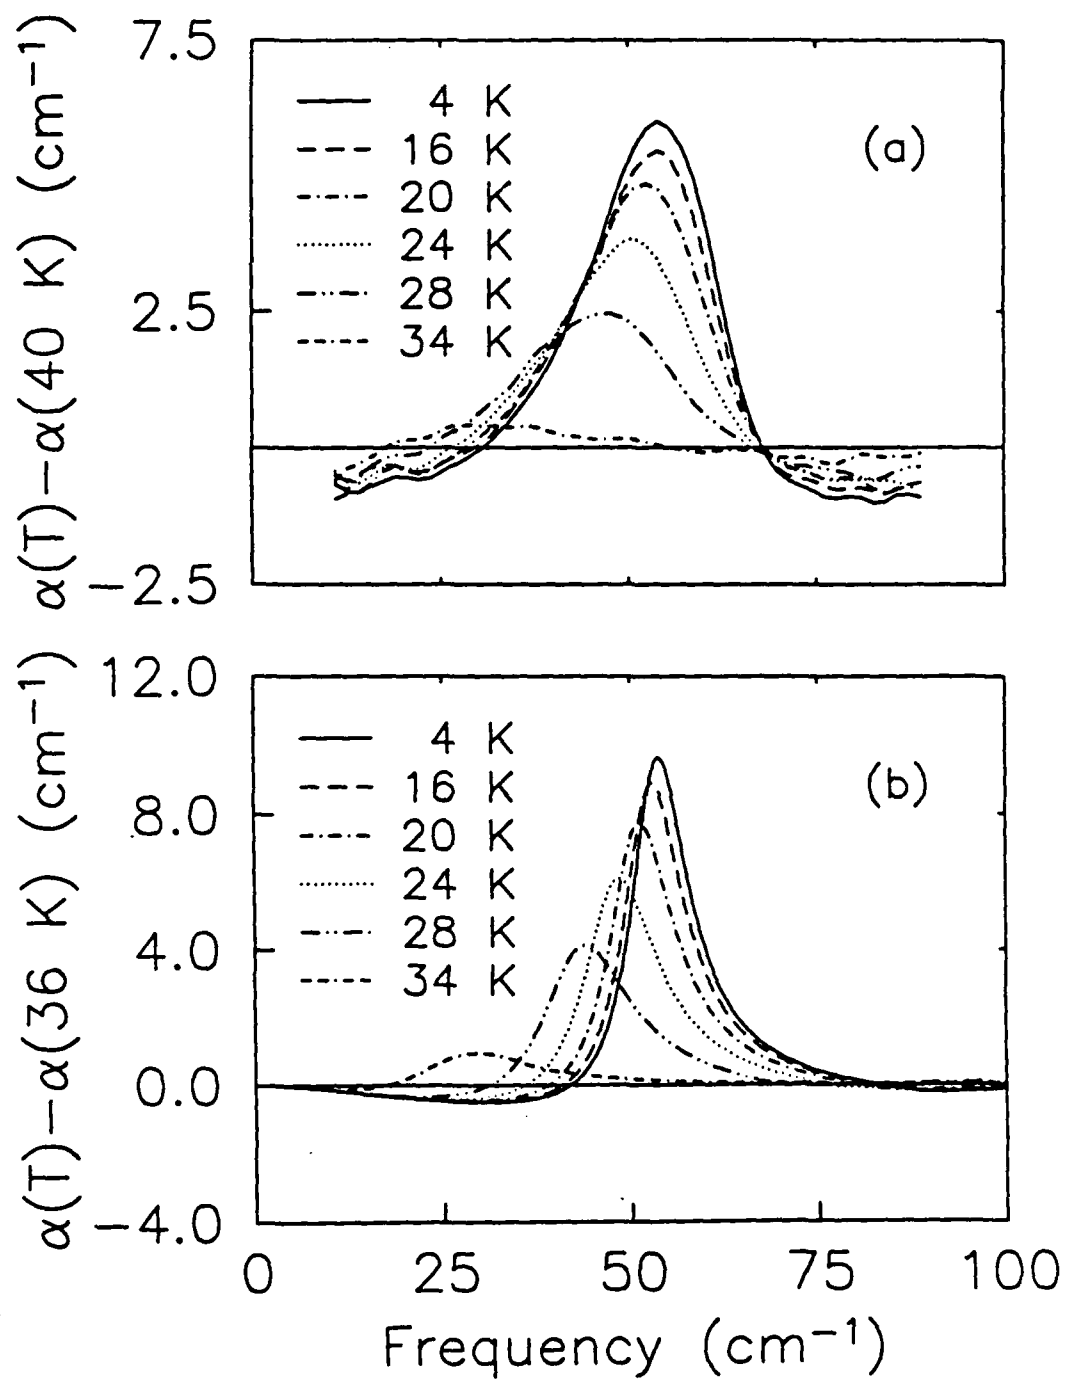 α(T)−α(40 K) (cm⁻¹)
7.5
2.5
−2.5
4 K
16 K
20 K
24 K
28 K
34 K
(a)
α(T)−α(36 K) (cm⁻¹)
12.0
8.0
4.0
0.0
−4.0
4 K
16 K
20 K
24 K
28 K
34 K
(b)
0 25 50 75 100
Frequency (cm⁻¹)